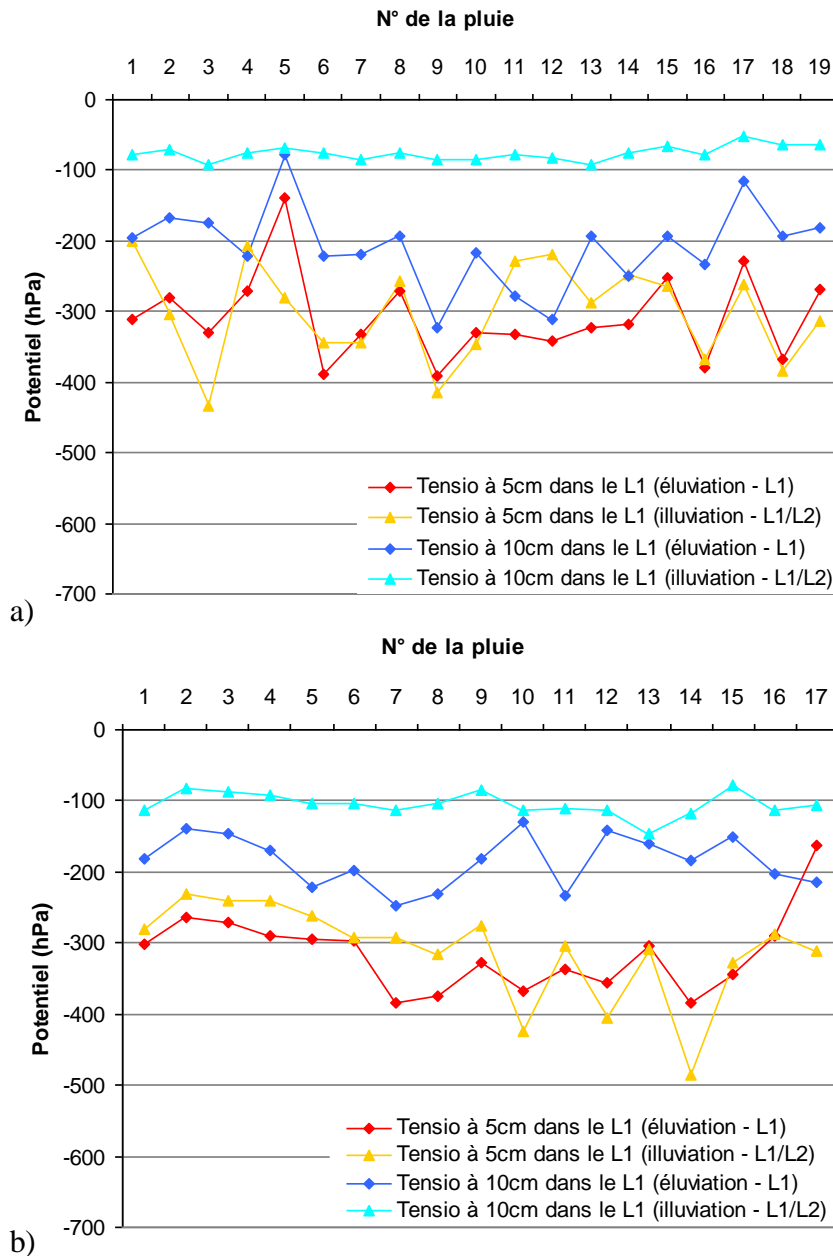 N° de la pluie
1 2 3 4 5 6 7 8 9 10 11 12 13 14 15 16 17 18 19
0
-100
-200
-300
-400
-500
-600
-700
Potentiel (hPa)
Tensio à 5cm dans le L1 (éluviation - L1)
Tensio à 5cm dans le L1 (illuviation - L1/L2)
Tensio à 10cm dans le L1 (éluviation - L1)
Tensio à 10cm dans le L1 (illuviation - L1/L2)
a)
N° de la pluie
1 2 3 4 5 6 7 8 9 10 11 12 13 14 15 16 17
0
-100
-200
-300
-400
-500
-600
-700
Potentiel (hPa)
Tensio à 5cm dans le L1 (éluviation - L1)
Tensio à 5cm dans le L1 (illuviation - L1/L2)
Tensio à 10cm dans le L1 (éluviation - L1)
Tensio à 10cm dans le L1 (illuviation - L1/L2)
b)